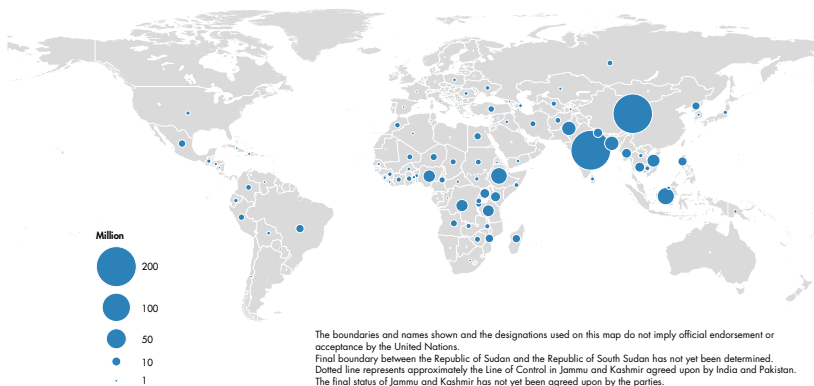 Million
200
100
50
10
1
The boundaries and names shown and the designations used on this map do not imply official endorsement or
acceptance by the United Nations.
Final boundary between the Republic of Sudan and the Republic of South Sudan has not yet been determined.
Dotted line represents approximately the Line of Control in Jammu and Kashmir agreed upon by India and Pakistan.
The final status of Jammu and Kashmir has not yet been agreed upon by the parties.